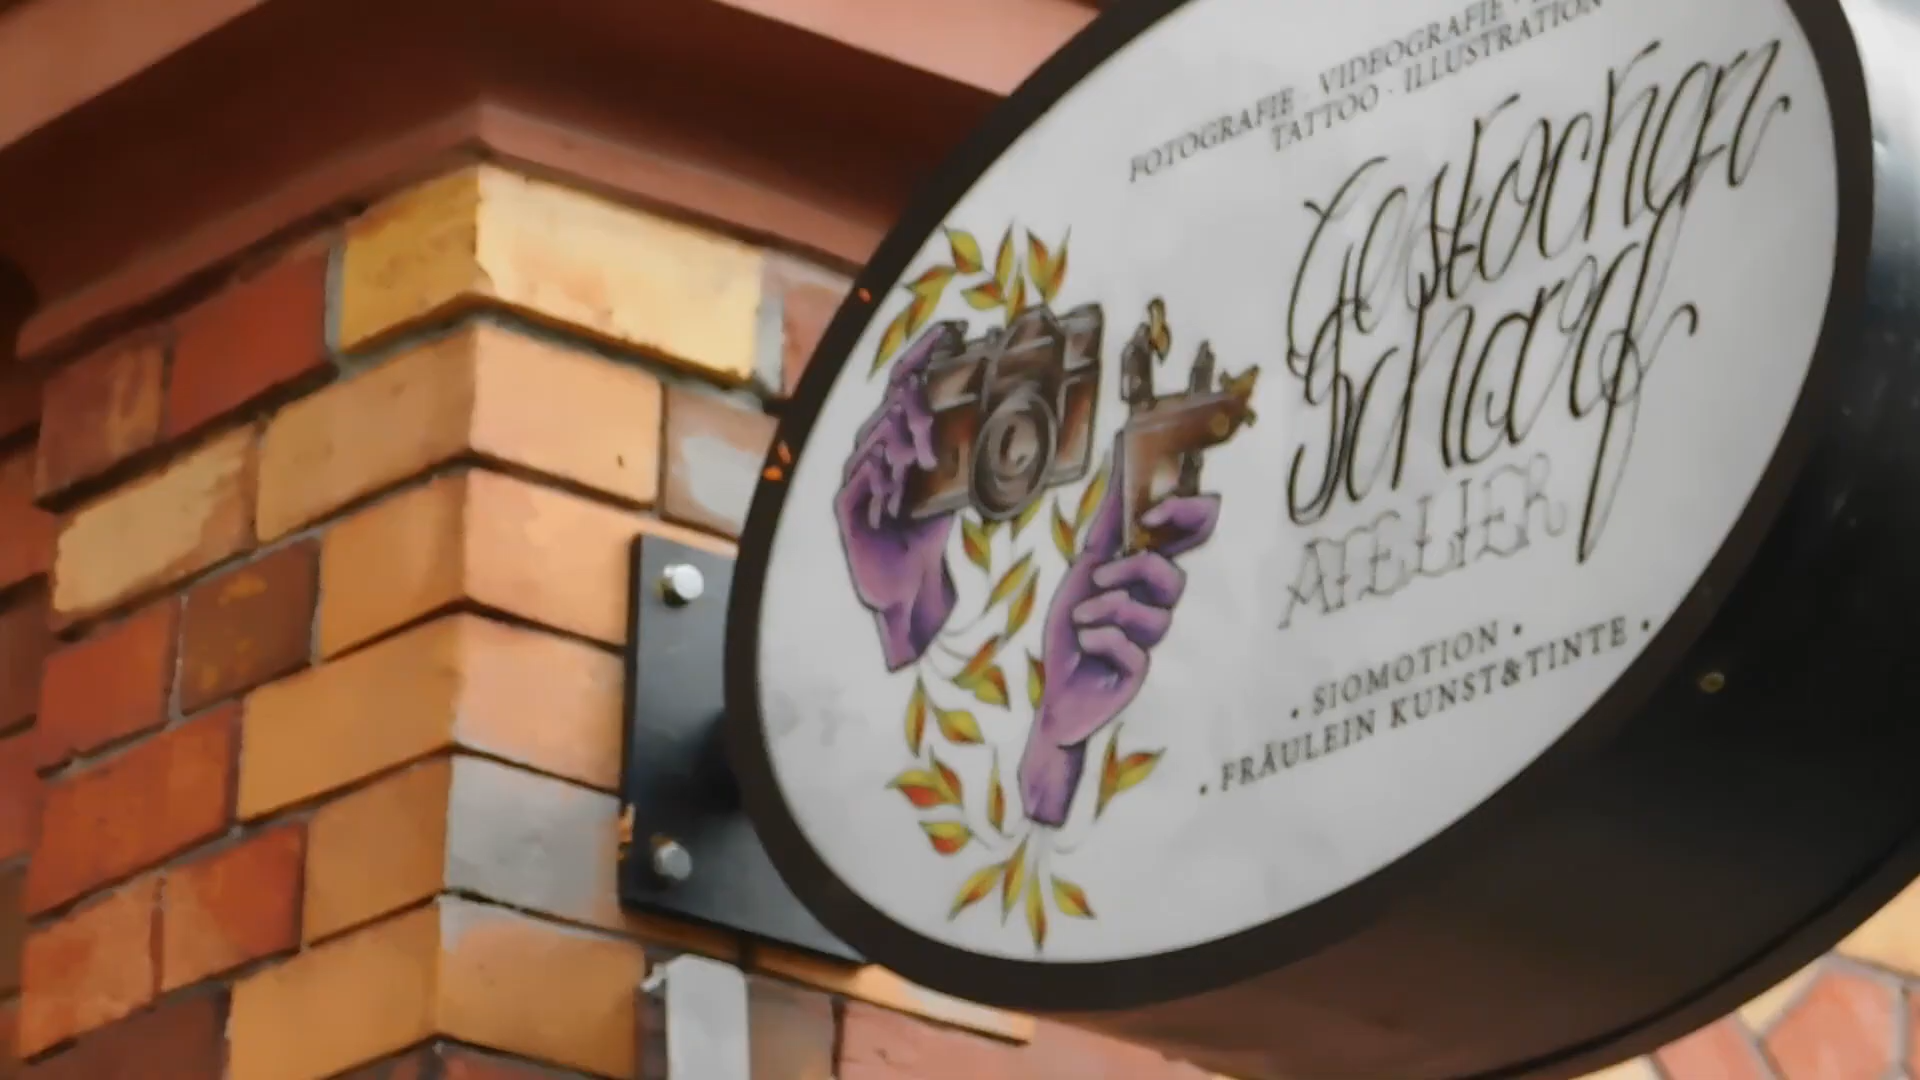 FOTOGRAFIE · VIDEOGRAFIE ·
TATTOO · ILLUSTRATION
Gestochen
Scharf
ATELIER
• SIOMOTION •
• FRÄULEIN KUNST&TINTE •